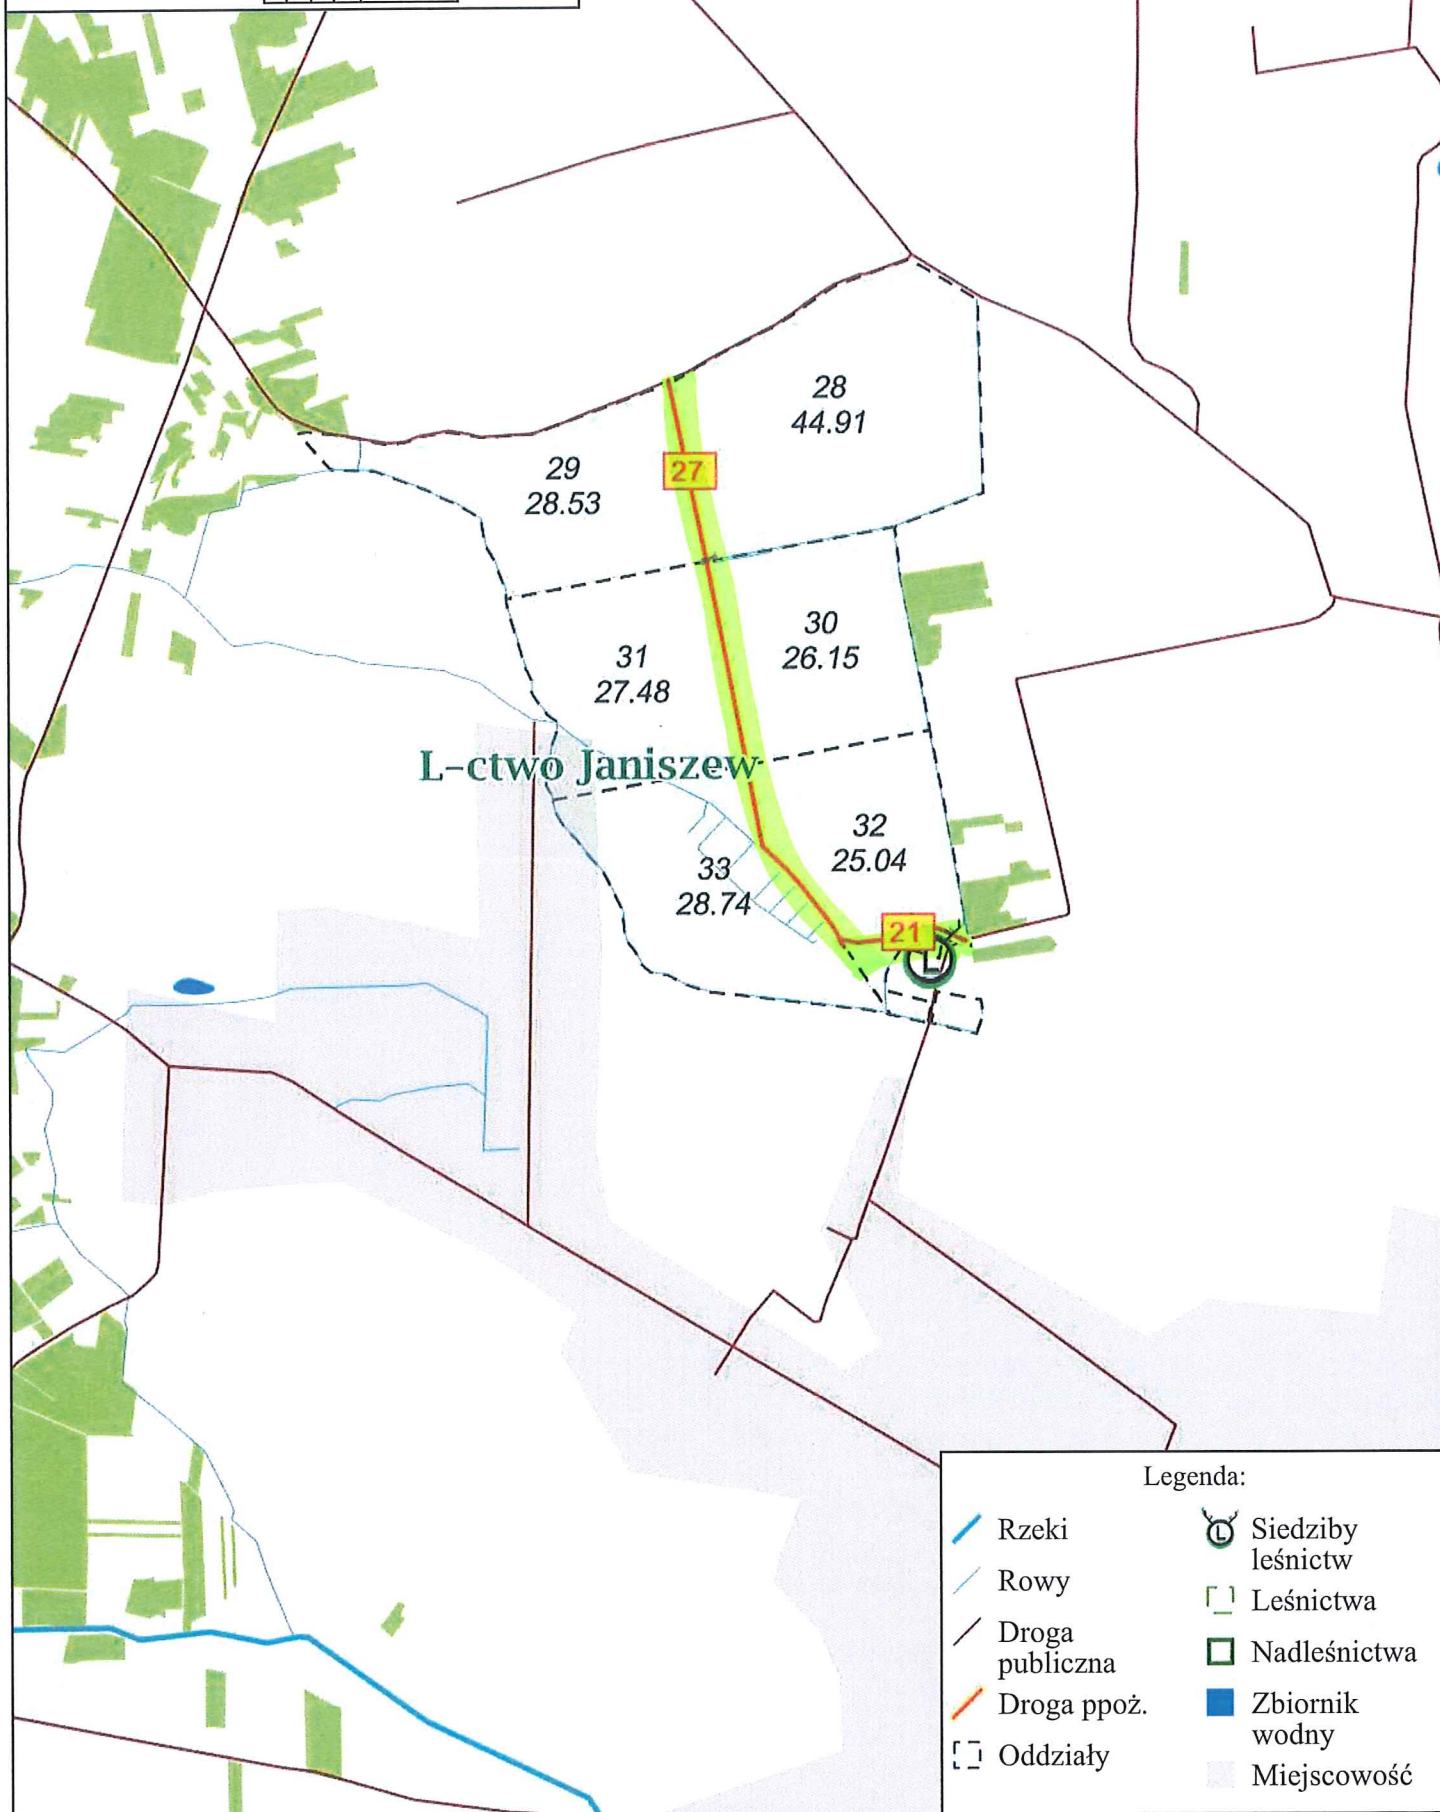 28
44.91
29
28.53
27
30
26.15
31
27.48
L-ctwo Janiszew
32
25.04
33
28.74
21
L
Legenda:
Rzeki
Rowy
Droga
publiczna
Droga ppoż.
Oddziały
L
Siedziby
leśnictw
Leśnictwa
Nadleśnictwa
Zbiornik
wodny
Miejscowość